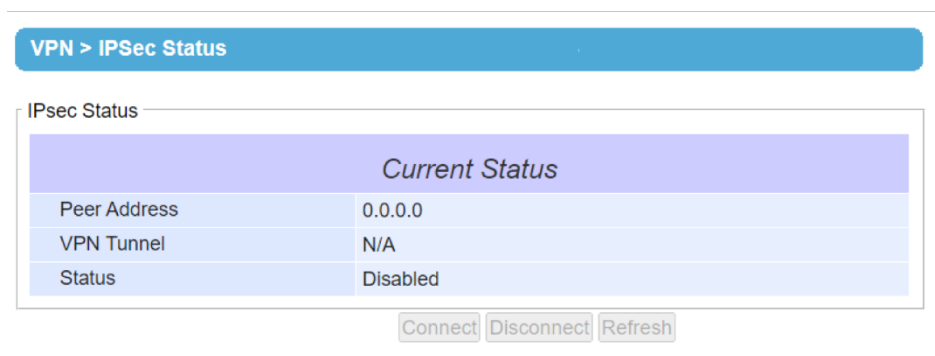 VPN > IPSec Status
IPsec Status
Current Status
Peer Address 0.0.0.0
VPN Tunnel N/A
Status Disabled
Connect Disconnect Refresh